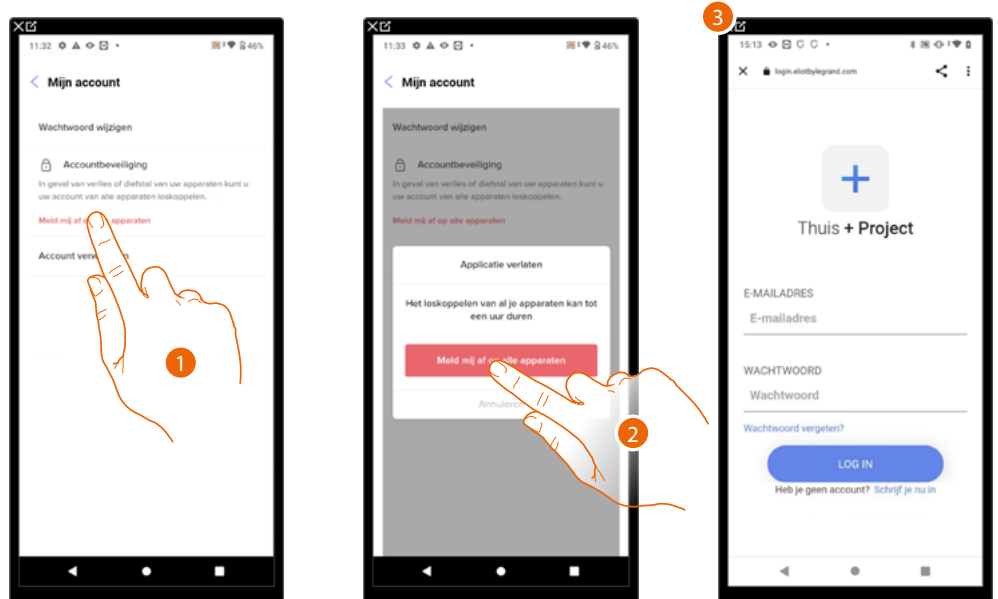 11:32
46%
Mijn account
Wachtwoord wijzigen
Accountbeveiliging
In geval van verlies of diefstal van uw apparaten kunt u
uw account van alle apparaten loskoppelen.
Meld mij af apparaten
Account
1
11:33
46%
Mijn account
Wachtwoord wijzigen
Accountbeveiliging
In geval van verlies of diefstal van uw apparaten kunt u
uw account van alle apparaten loskoppelen.
Meld mij af op alle apparaten
Applicatie verlaten
Het loskoppelen van al je apparaten kan tot
een uur duren
Meld mij af op alle apparaten
Annuleren
2
3
15:13
login.eliotbylegrand.com
Thuis + Project
E-MAILADRES
E-mailadres
WACHTWOORD
Wachtwoord
Wachtwoord vergeten?
LOG IN
Heb je geen account? Schrijf je nu in